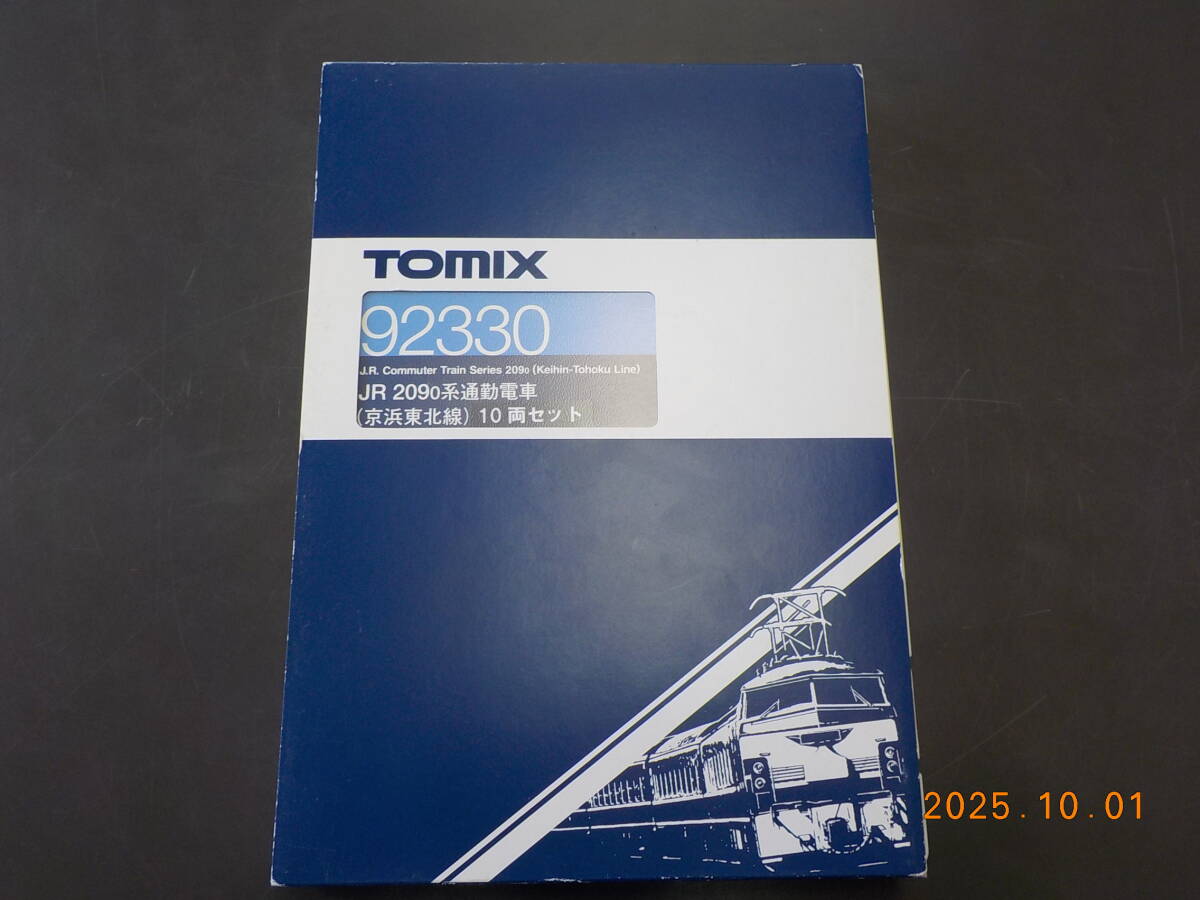 TOMIX
92330
J.R. Commuter Train Series 209₀ (Keihin-Tohoku Line)
JR 209₀系通勤電車
(京浜東北線) 10両セット
2025.10.01